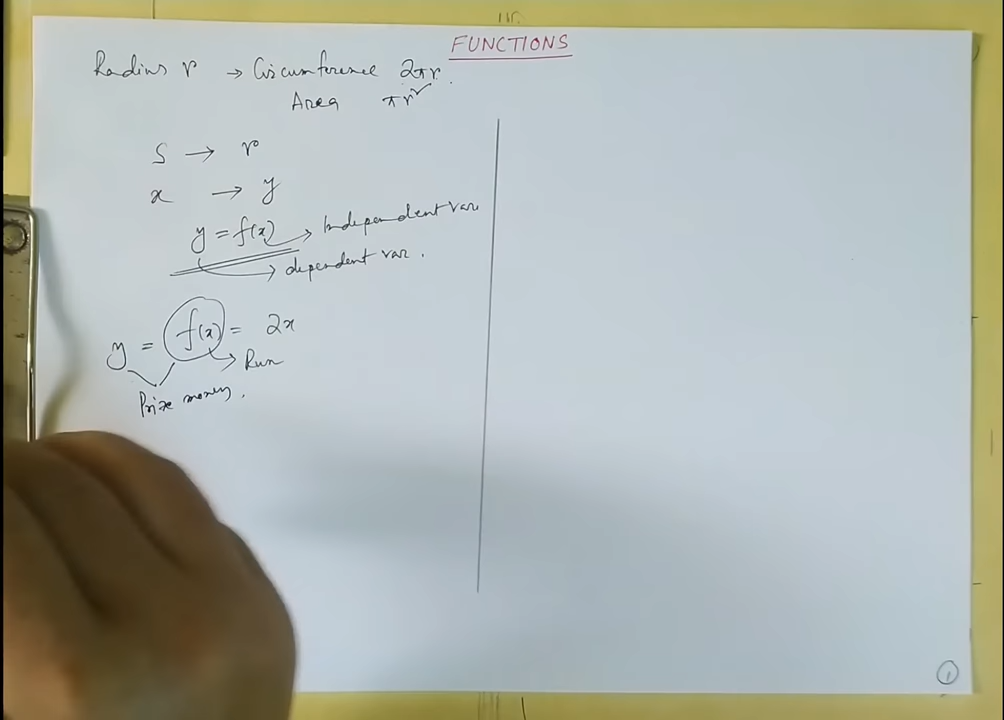 FUNCTIONS
Radius r → Circumference 2πr.
Area πr²
S → r
x → y
y = f(x) → Independent var
→ dependent var.
y = f(x) = 2x
→ Run
Prize money.
1